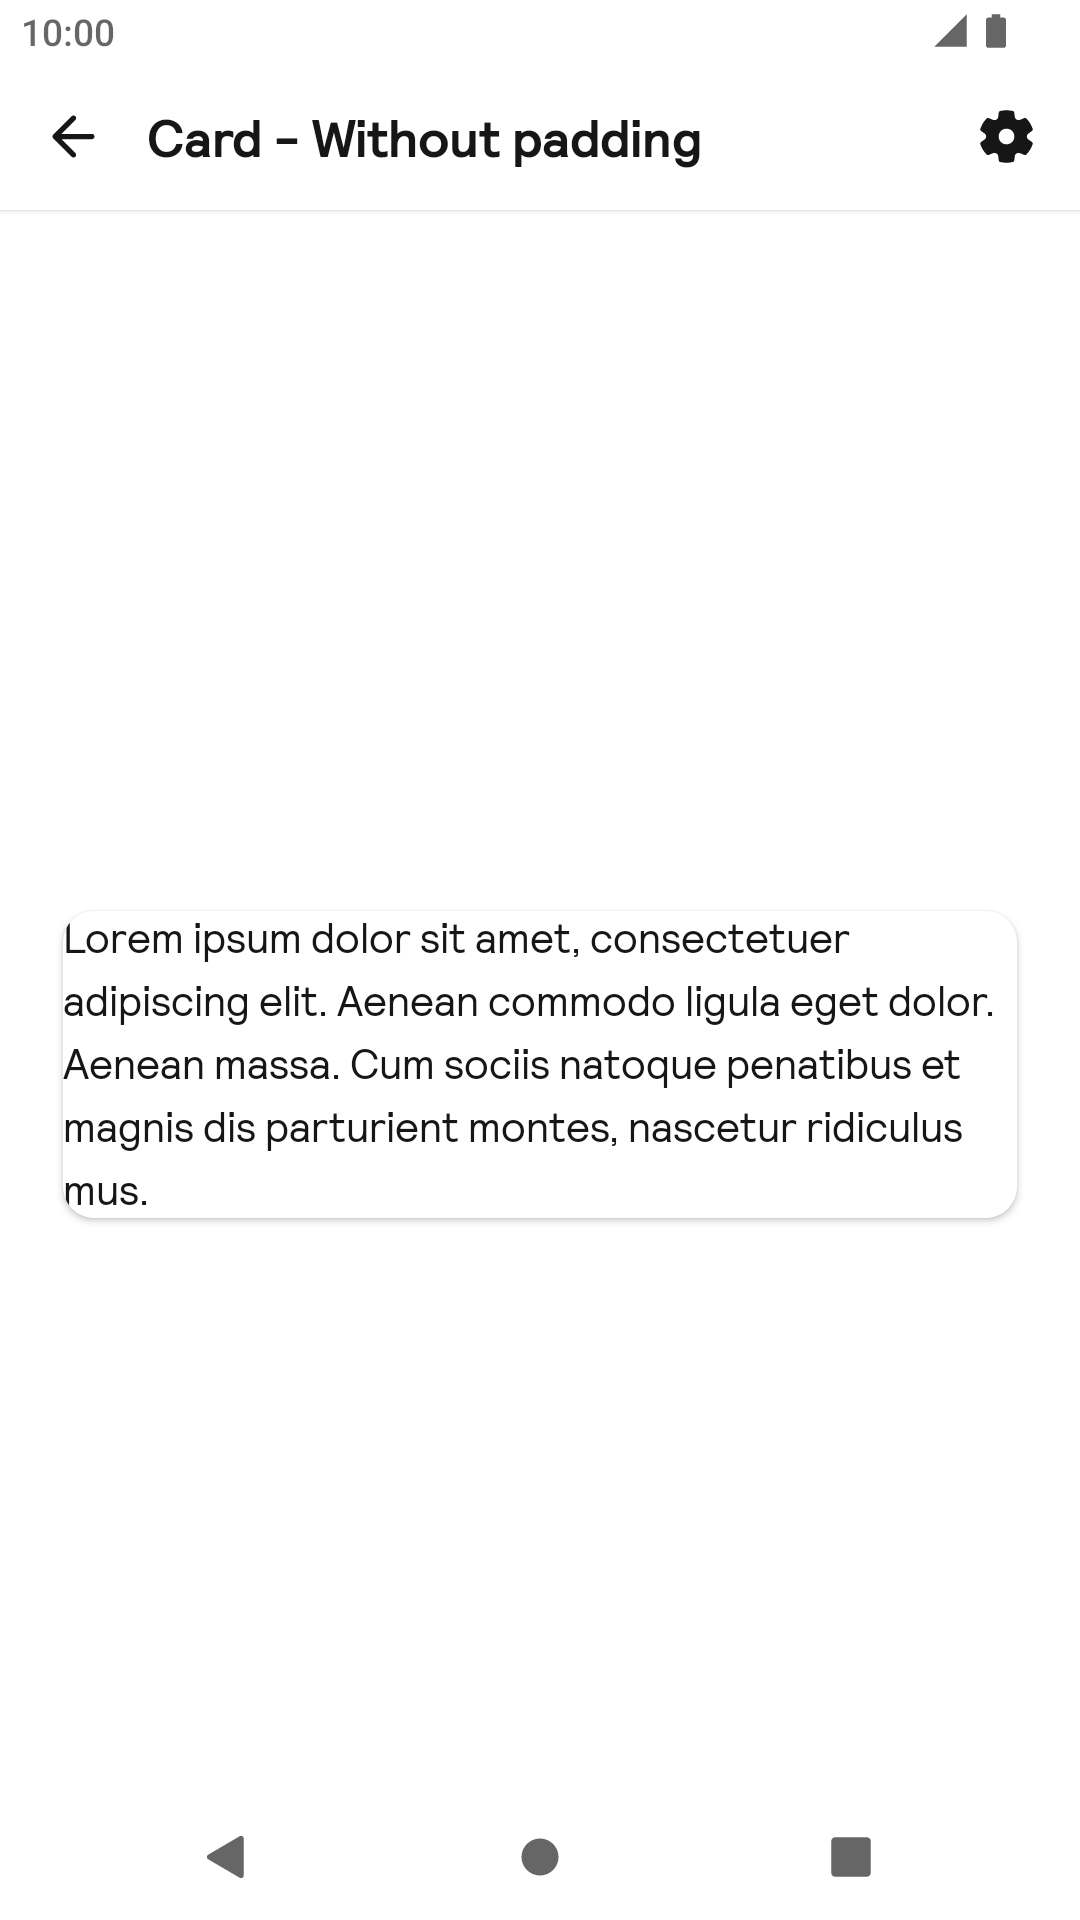 10:00
Card - Without padding
Lorem ipsum dolor sit amet, consectetuer
adipiscing elit. Aenean commodo ligula eget dolor.
Aenean massa. Cum sociis natoque penatibus et
magnis dis parturient montes, nascetur ridiculus
mus.